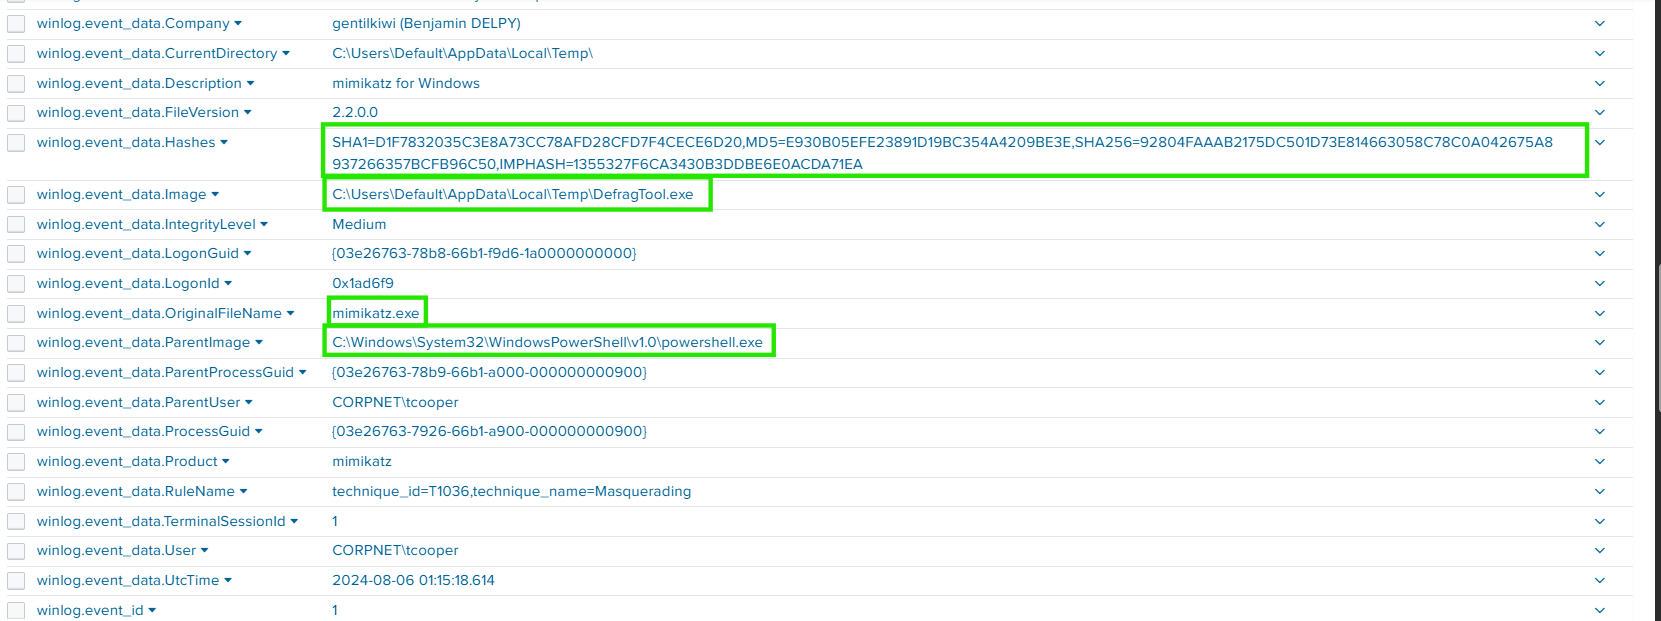 winlog.event_data.Company gentilkiwi (Benjamin DELPY)
winlog.event_data.CurrentDirectory C:\Users\Default\AppData\Local\Temp\
winlog.event_data.Description mimikatz for Windows
winlog.event_data.FileVersion 2.2.0.0
winlog.event_data.Hashes SHA1=D1F7832035C3E8A73CC78AFD28CFD7F4CECE6D20,MD5=E930B05EFE23891D19BC354A4209BE3E,SHA256=92804FAAAB2175DC501D73E814663058C78C0A042675A8
937266357BCFB96C50,IMPHASH=1355327F6CA3430B3DDBE6E0ACDA71EA
winlog.event_data.Image C:\Users\Default\AppData\Local\Temp\DefragTool.exe
winlog.event_data.IntegrityLevel Medium
winlog.event_data.LogonGuid {03e26763-78b8-66b1-f9d6-1a0000000000}
winlog.event_data.LogonId 0x1ad6f9
winlog.event_data.OriginalFileName mimikatz.exe
winlog.event_data.ParentImage C:\Windows\System32\WindowsPowerShell\v1.0\powershell.exe
winlog.event_data.ParentProcessGuid {03e26763-78b9-66b1-a000-000000000900}
winlog.event_data.ParentUser CORPNET\tcooper
winlog.event_data.ProcessGuid {03e26763-7926-66b1-a900-000000000900}
winlog.event_data.Product mimikatz
winlog.event_data.RuleName technique_id=T1036,technique_name=Masquerading
winlog.event_data.TerminalSessionId 1
winlog.event_data.User CORPNET\tcooper
winlog.event_data.UtcTime 2024-08-06 01:15:18.614
winlog.event_id 1